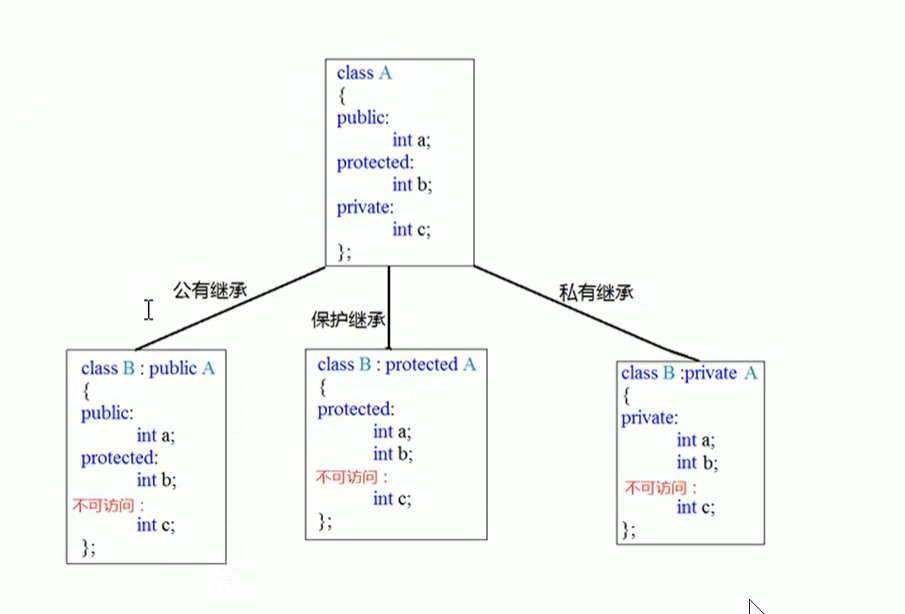 class A
{
public:
int a;
protected:
int b;
private:
int c;
};
公有继承
保护继承
私有继承
class B : public A
{
public:
int a;
protected:
int b;
不可访问：
int c;
};
class B : protected A
{
protected:
int a;
int b;
不可访问：
int c;
};
class B :private A
{
private:
int a;
int b;
不可访问：
int c;
};